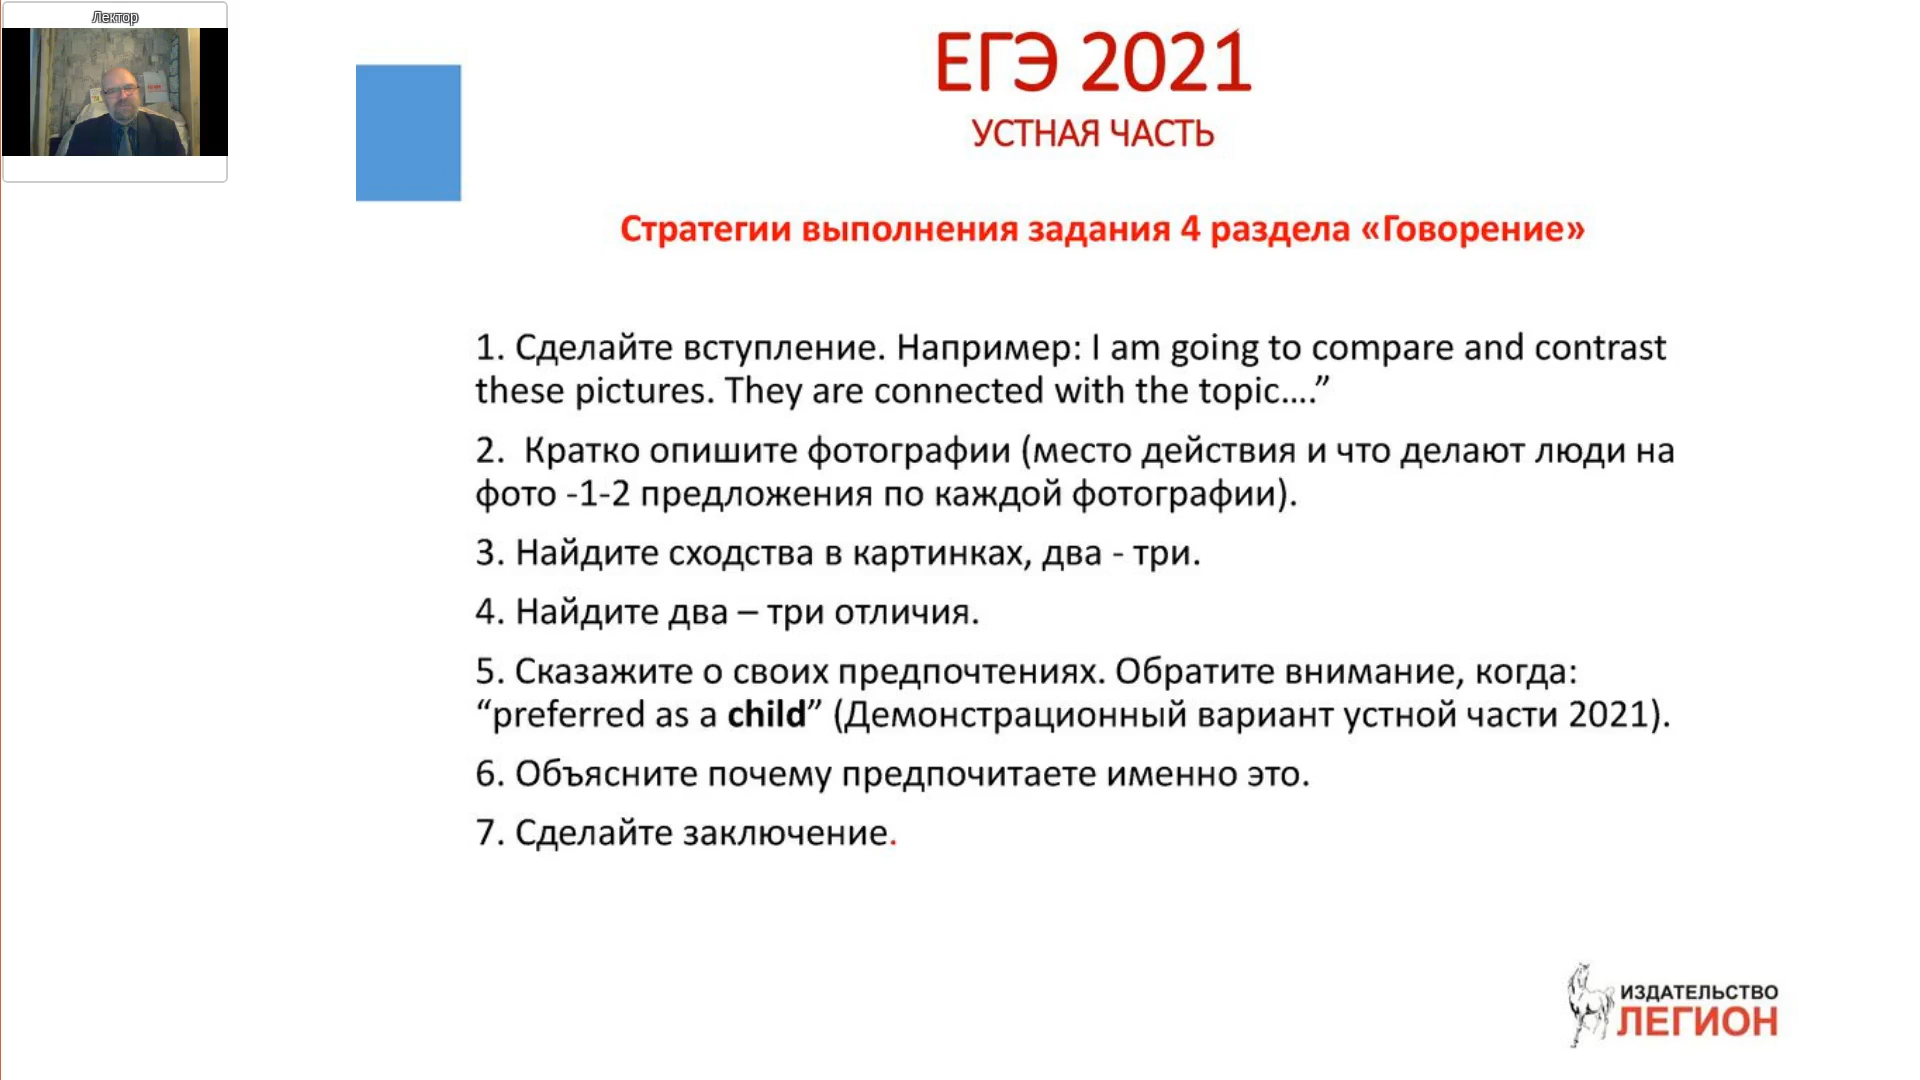 Лектор
ЕГЭ 2021
УСТНАЯ ЧАСТЬ
Стратегии выполнения задания 4 раздела «Говорение»
1. Сделайте вступление. Например: I am going to compare and contrast
these pictures. They are connected with the topic....”
2. Кратко опишите фотографии (место действия и что делают люди на
фото -1-2 предложения по каждой фотографии).
3. Найдите сходства в картинках, два - три.
4. Найдите два – три отличия.
5. Сказажите о своих предпочтениях. Обратите внимание, когда:
“preferred as a child” (Демонстрационный вариант устной части 2021).
6. Объясните почему предпочитаете именно это.
7. Сделайте заключение.
ИЗДАТЕЛЬСТВО
ЛЕГИОН